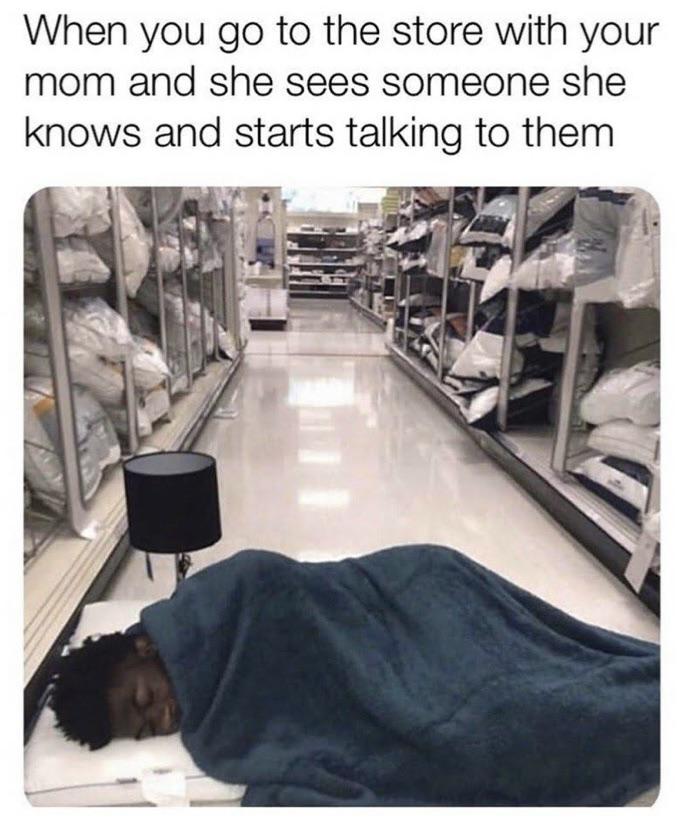 When you go to the store with your
mom and she sees someone she
knows and starts talking to them